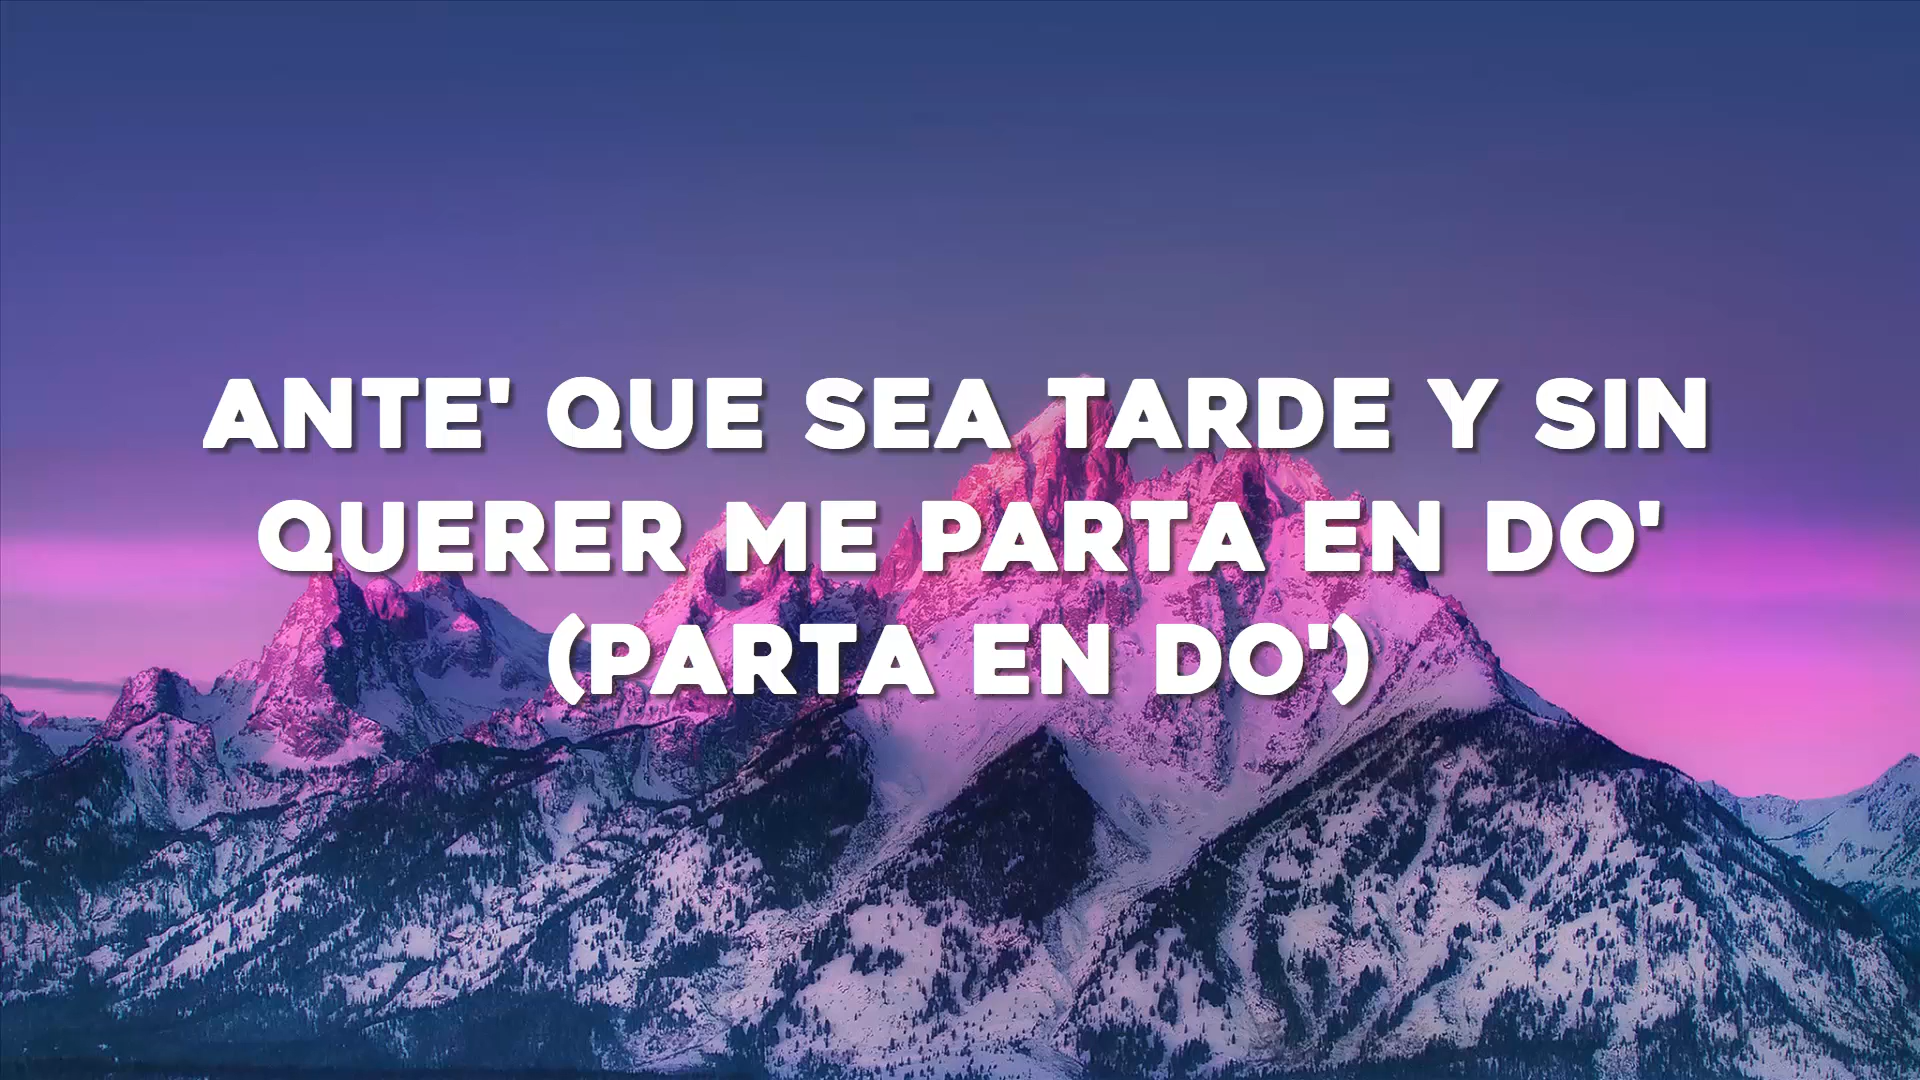 ANTE' QUE SEA TARDE Y SIN
QUERER ME PARTA EN DO'
(PARTA EN DO')